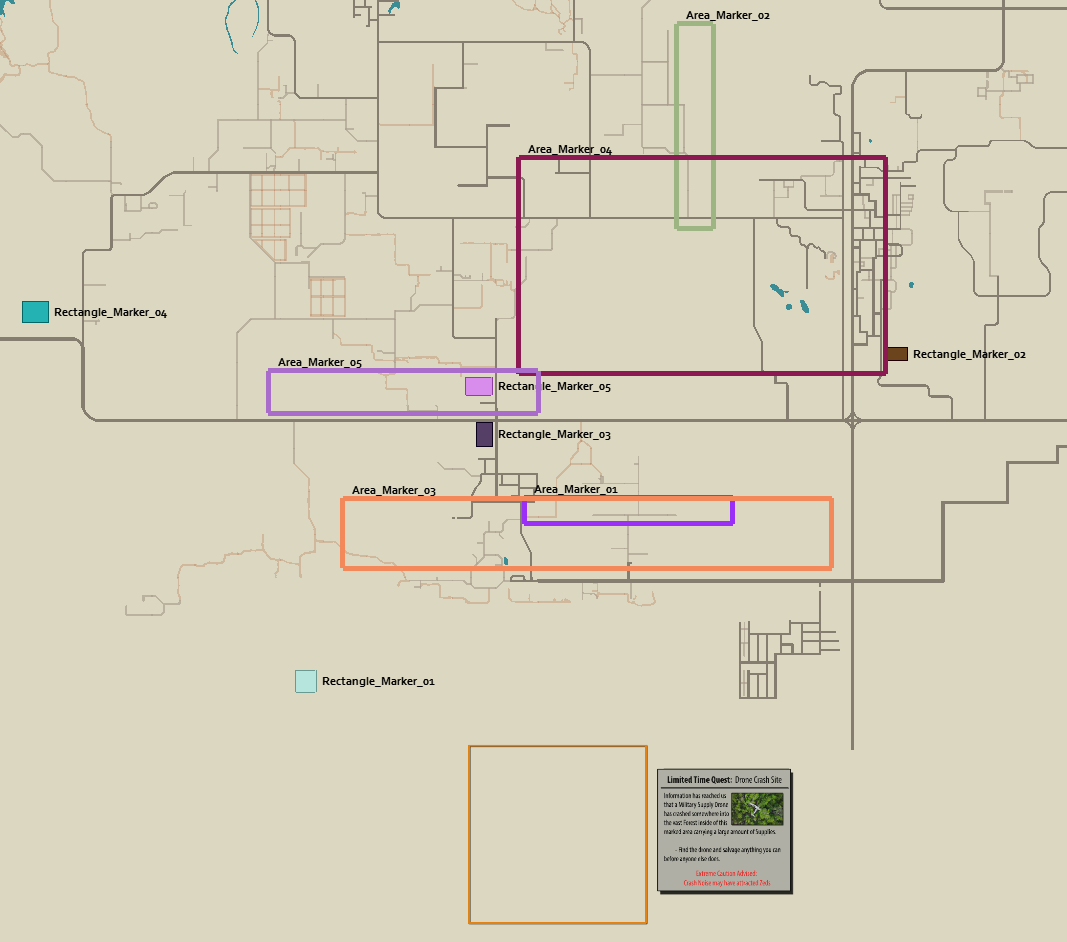 Area_Marker_02
Area_Marker_04
Rectangle_Marker_04
Rectangle_Marker_02
Area_Marker_05
Rectangle_Marker_05
Rectangle_Marker_03
Area_Marker_03
Area_Marker_01
Rectangle_Marker_01
Limited Time Quest: Drone Crash Site
Information has reached us
that a Military Supply Drone
has crashed somewhere into
the vast Forest inside of this
marked area carrying a large amount of Supplies.
- Find the drone and salvage anything you can
before anyone else does.
Extreme Caution Advised:
Crash Noise may have attracted Zeds